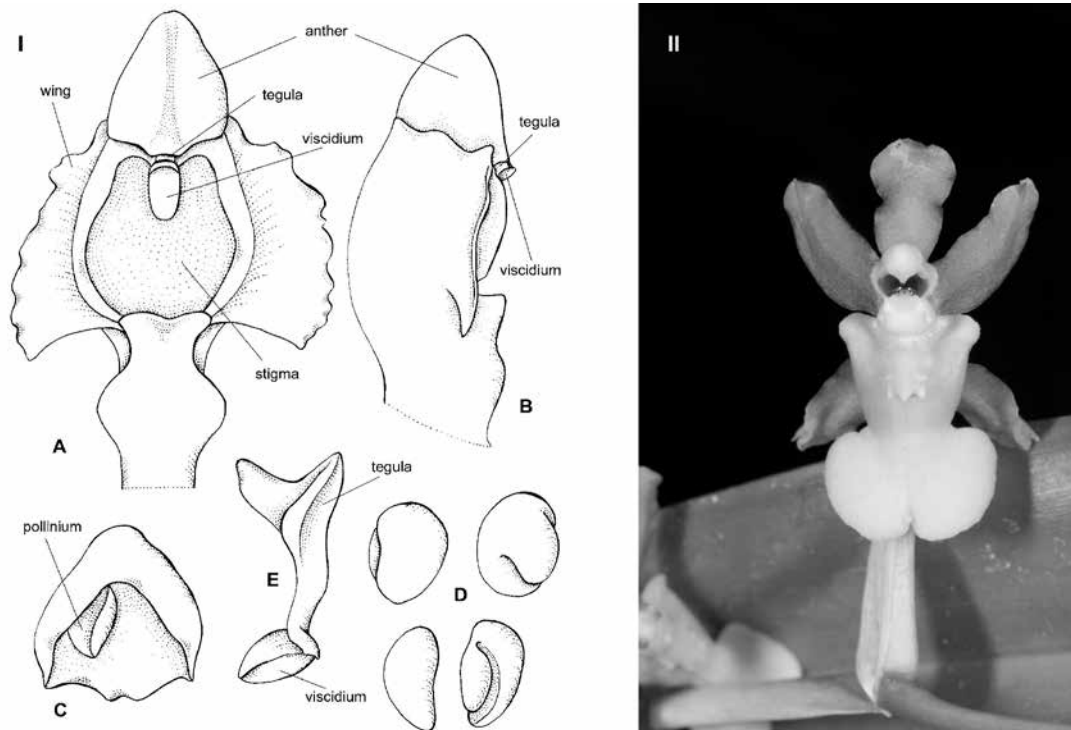 I
anther
wing
tegula
viscidium
stigma
A
tegula
viscidium
B
pollinium
C
tegula
E
viscidium
D
II